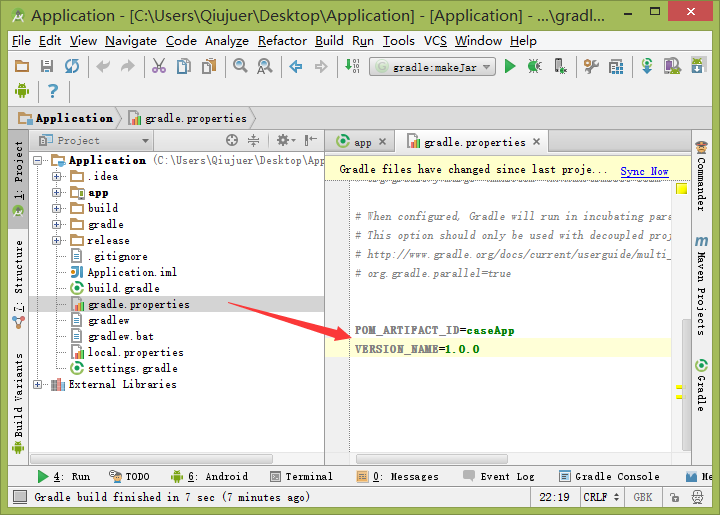 Application - [C:\Users\Qiujuer\Desktop\Application] - [Application] - ...\gradl...
File Edit View Navigate Code Analyze Refactor Build Run Tools VCS Window Help
gradle:makeJar
Application gradle.properties
Project
app gradle.properties
Gradle files have changed since last proje... Sync Now
1: Project
7: Structure
Build Variants
Application (C:\Users\Qiujuer\Desktop\App
.idea
app
build
gradle
release
.gitignore
Application.iml
build.gradle
gradle.properties
gradlew
gradlew.bat
local.properties
settings.gradle
External Libraries
# When configured, Gradle will run in incubating para
# This option should only be used with decoupled proj
# http://www.gradle.org/docs/current/userguide/multi_
# org.gradle.parallel=true
POM_ARTIFACT_ID=caseApp
VERSION_NAME=1.0.0
Commander
Maven Projects
Gradle
4: Run TODO 6: Android Terminal 0: Messages Event Log Gradle Console Me
Gradle build finished in 7 sec (7 minutes ago) 22:19 CRLF GBK